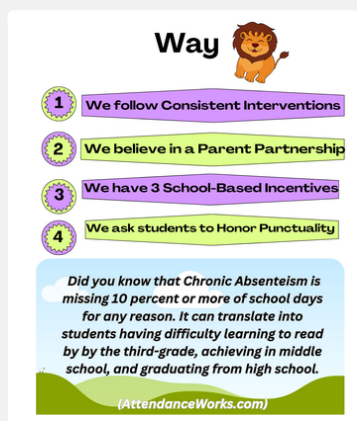 Way
1 We follow Consistent Interventions
2 We believe in a Parent Partnership
3 We have 3 School-Based Incentives
4 We ask students to Honor Punctuality
Did you know that Chronic Absenteism is
missing 10 percent or more of school days
for any reason. It can translate into
students having difficulty learning to read
by by the third-grade, achieving in middle
school, and graduating from high school.
(AttendanceWorks.com)